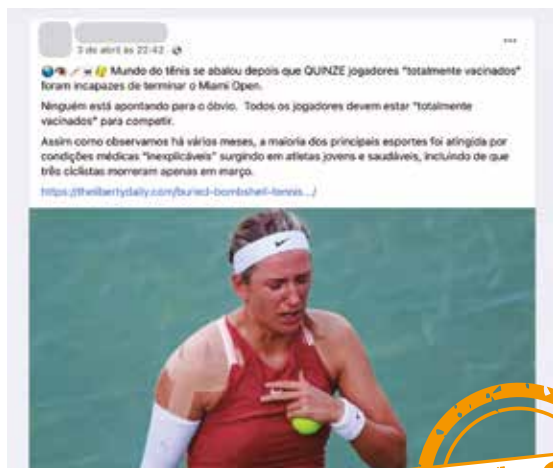 3 de abril às 22:42
Mundo do tênis se abalou depois que QUINZE jogadores "totalmente vacinados"
foram incapazes de terminar o Miami Open.
Ninguém está apontando para o óbvio. Todos os jogadores devem estar "totalmente
vacinados" para competir.
Assim como observamos há vários meses, a maioria dos principais esportes foi atingida por
condições médicas "inexplicáveis" surgindo em atletas jovens e saudáveis, incluindo de que
três ciclistas morreram apenas em março.
https://thelibertydaily.com/buried-bombshell-tennis.../